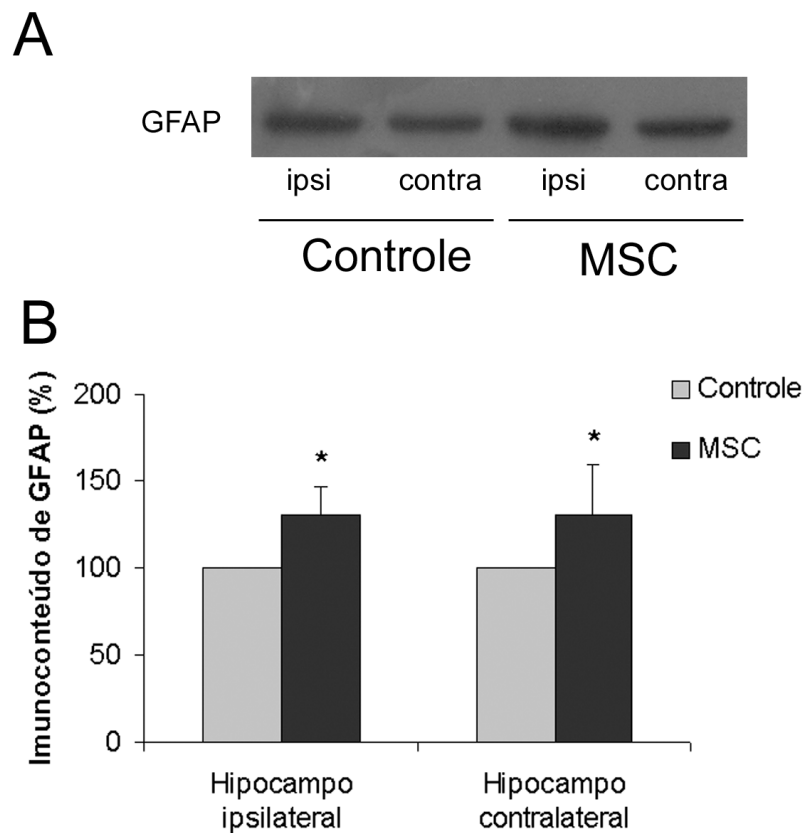 A
GFAP
ipsi contra ipsi contra
Controle MSC
B
Imunoconteúdo de GFAP (%)
200
150
100
50
0
* *
Controle
MSC
Hipocampo ipsilateral
Hipocampo contralateral